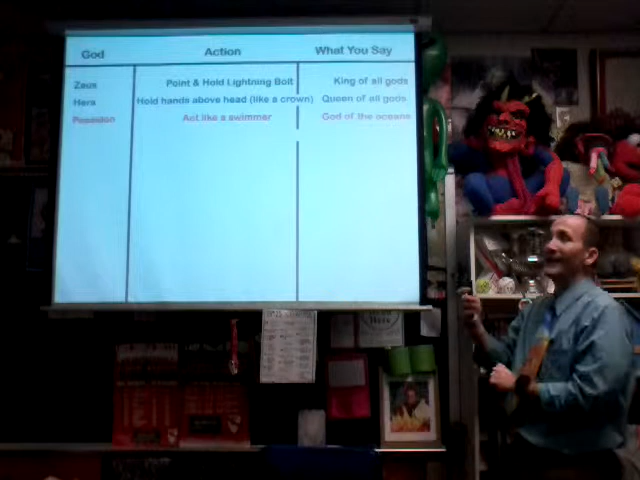 God Action What You Say
Zeus Point & Hold Lightning Bolt King of all gods
Hera Hold hands above head (like a crown) Queen of all gods.
Poseidon Act like a swimmer God of the oceans